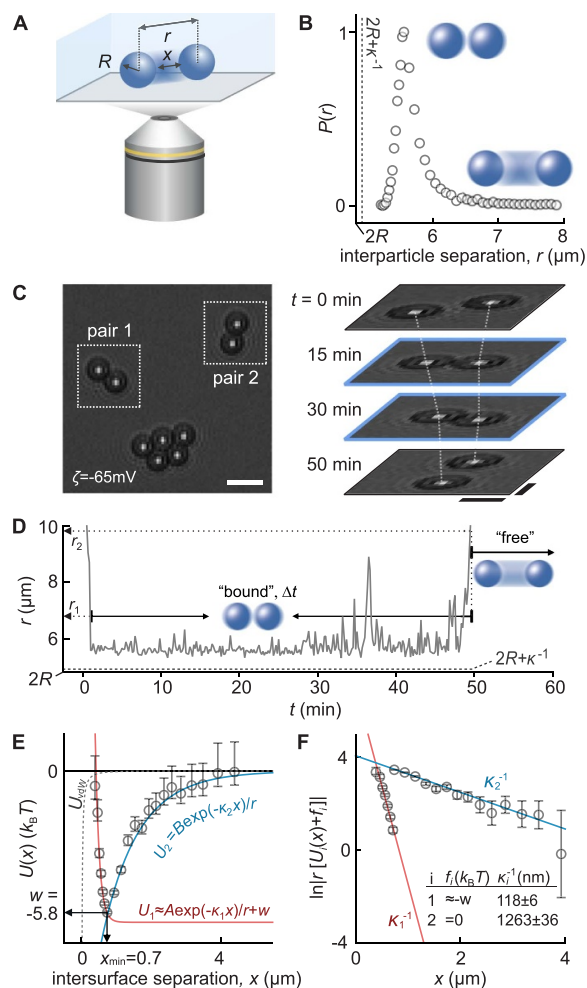 A
r
x
R
B
1
P(r)
0
2R+κ⁻¹
2R
6
7
8
interparticle separation, r (μm)
C
pair 1
pair 2
ζ=-65mV
t = 0 min
15 min
30 min
50 min
D
10
8
6
r (μm)
r₂
r₁
2R
"bound", Δt
"free"
2R+κ⁻¹
0
10
20
30
40
50
60
t (min)
E
0
U(x) (k_BT)
U_vdW
U₂=Bexp(-κ₂x)/r
w =
-5.8
U₁≈Aexp(-κ₁x)/r+w
0
x_min=0.7
2
4
intersurface separation, x (μm)
F
4
0
-4
ln|r [U_i(x)+f_i]|
κ₂⁻¹
κ₁⁻¹
i f_i(k_BT) κ_i⁻¹(nm)
1 ≈-w 118±6
2 =0 1263±36
0
2
4
x (μm)